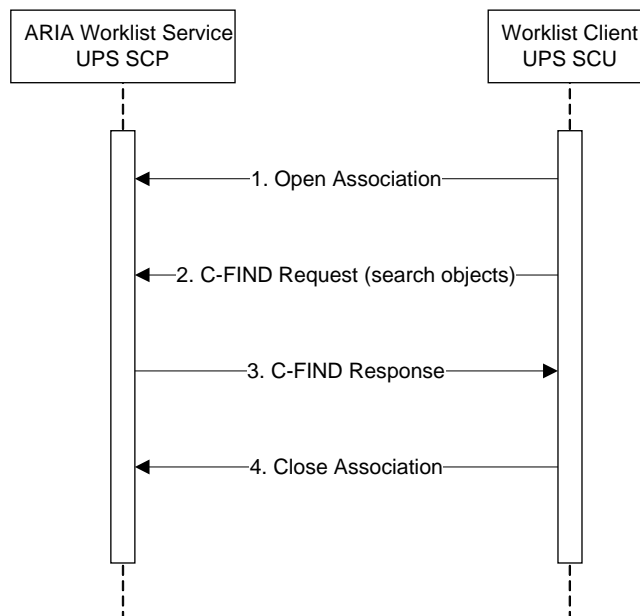 ARIA Worklist Service
UPS SCP
Worklist Client
UPS SCU
1. Open Association
2. C-FIND Request (search objects)
3. C-FIND Response
4. Close Association